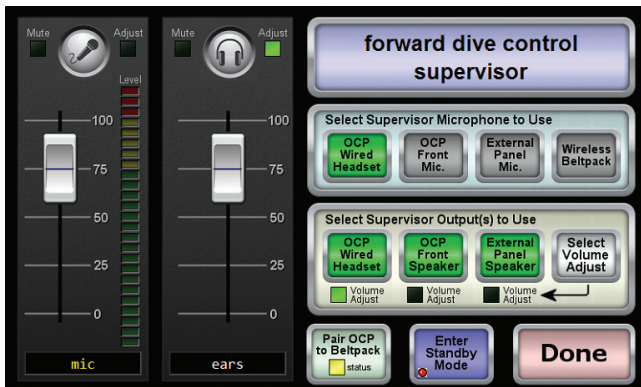 Mute
Adjust
Level
100
75
50
25
0
mic
Mute
Adjust
100
75
50
25
0
ears
forward dive control
supervisor
Select Supervisor Microphone to Use
OCP
Wired
Headset
OCP
Front
Mic.
External
Panel
Mic.
Wireless
Beltpack
Select Supervisor Output(s) to Use
OCP
Wired
Headset
OCP
Front
Speaker
External
Panel
Speaker
Select
Volume
Adjust
Volume
Adjust
Volume
Adjust
Volume
Adjust
Pair OCP
to Beltpack
status
Enter
Standby
Mode
Done